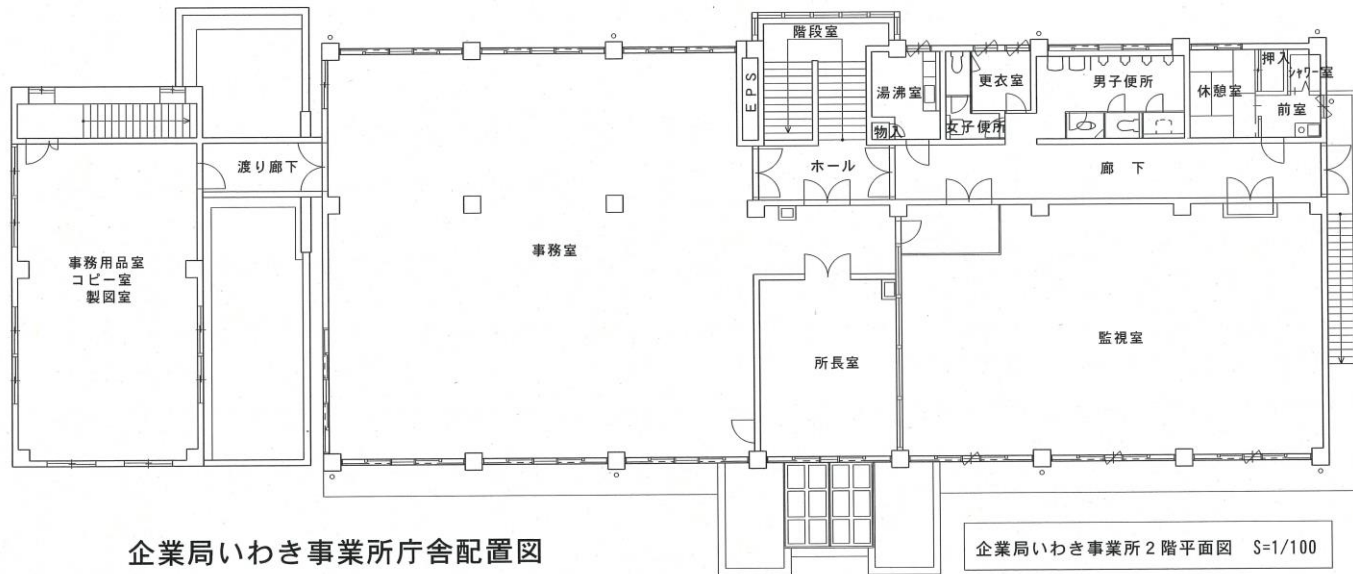 階段室
EPS
湯沸室
物入
更衣室
女子便所
男子便所
休憩室
押入
シャワー室
前室
渡り廊下
ホール
廊 下
事務室
事務用品室
コピー室
製図室
所長室
監視室
企業局いわき事業所庁舎配置図
企業局いわき事業所2階平面図 S=1/100